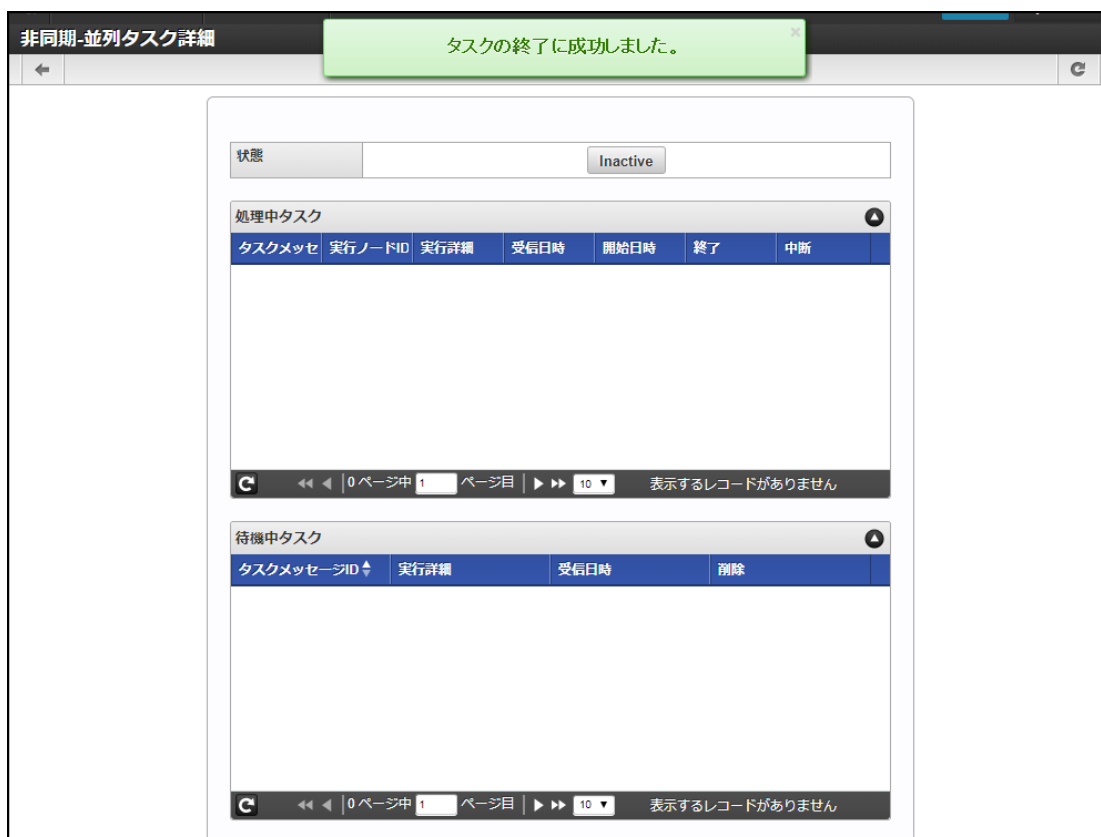 非同期-並列タスク詳細
タスクの終了に成功しました。
×
状態
Inactive
処理中タスク
タスクメッセ 実行ノードID 実行詳細 受信日時 開始日時 終了 中断
0 ページ中 1 ページ目 10 表示するレコードがありません
待機中タスク
タスクメッセージID 実行詳細 受信日時 削除
0 ページ中 1 ページ目 10 表示するレコードがありません